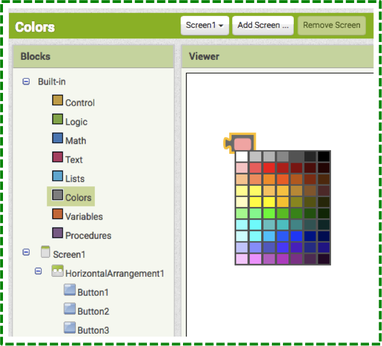 Colors
Screen1
Add Screen ...
Remove Screen
Blocks
Viewer
Built-in
Control
Logic
Math
Text
Lists
Colors
Variables
Procedures
Screen1
HorizontalArrangement1
Button1
Button2
Button3